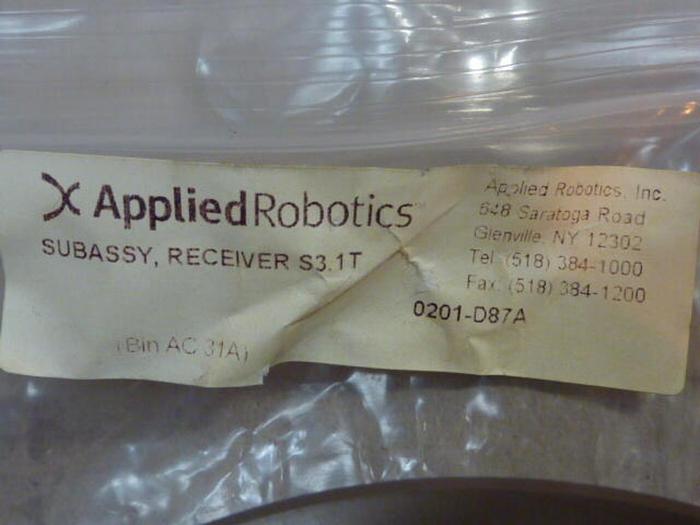 Applied Robotics
SUBASSY, RECEIVER S3.1T
(Bin AC 31A)
Applied Robotics, Inc.
648 Saratoga Road
Glenville, NY 12302
Tel: (518) 384-1000
Fax: (518) 384-1200
0201-D87A